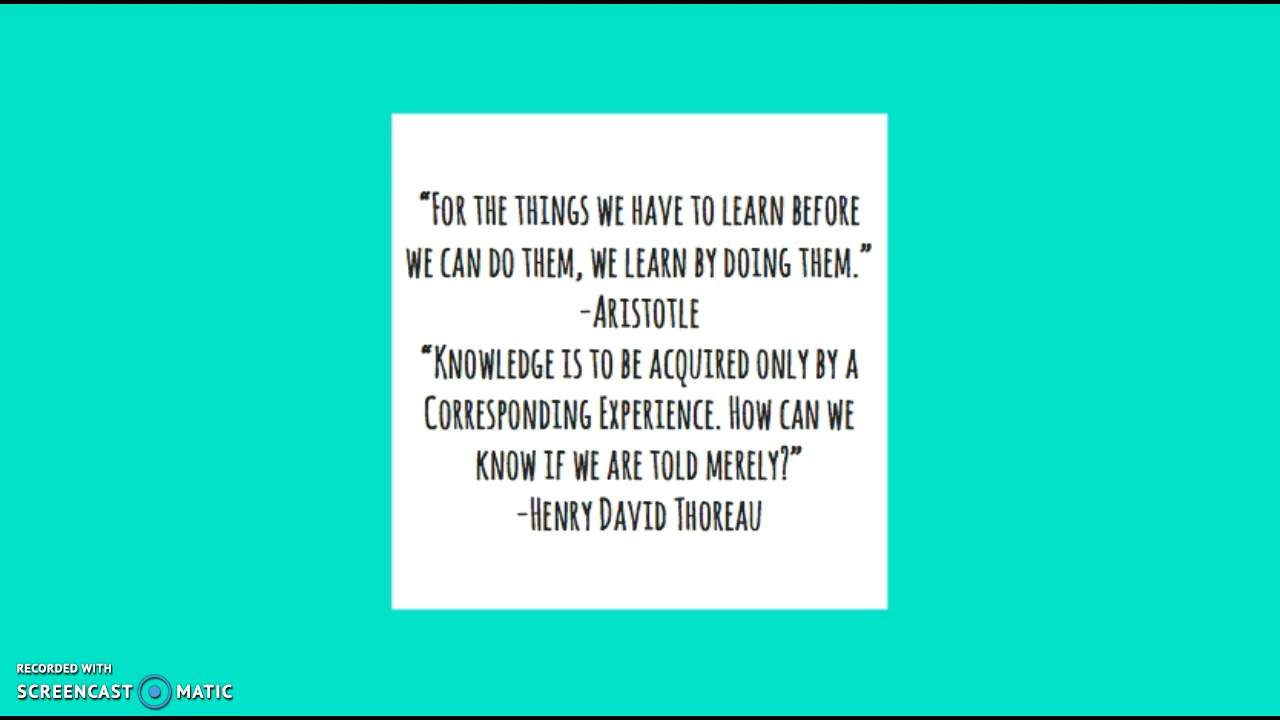 “For the things we have to learn before
we can do them, we learn by doing them.”
-Aristotle
“Knowledge is to be acquired only by a
Corresponding Experience. How can we
know if we are told merely?”
-Henry David Thoreau
RECORDED WITH
SCREENCAST MATIC